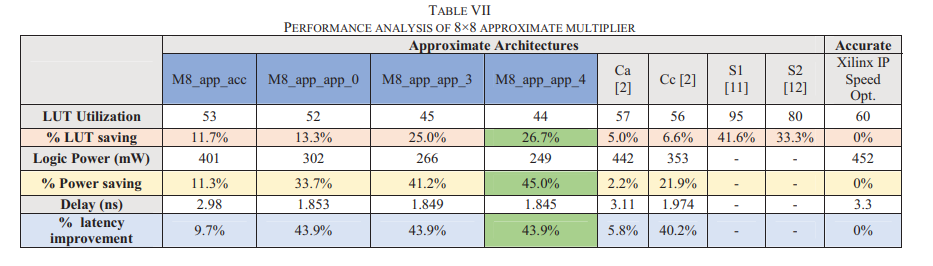 TABLE VII
PERFORMANCE ANALYSIS OF 8×8 APPROXIMATE MULTIPLIER
Approximate Architectures Accurate
M8_app_acc M8_app_app_0 M8_app_app_3 M8_app_app_4 Ca [2] Cc [2] S1 [11] S2 [12] Xilinx IP Speed Opt.
LUT Utilization 53 52 45 44 57 56 95 80 60
% LUT saving 11.7% 13.3% 25.0% 26.7% 5.0% 6.6% 41.6% 33.3% 0%
Logic Power (mW) 401 302 266 249 442 353 - - 452
% Power saving 11.3% 33.7% 41.2% 45.0% 2.2% 21.9% - - 0%
Delay (ns) 2.98 1.853 1.849 1.845 3.11 1.974 - - 3.3
% latency improvement 9.7% 43.9% 43.9% 43.9% 5.8% 40.2% - - 0%